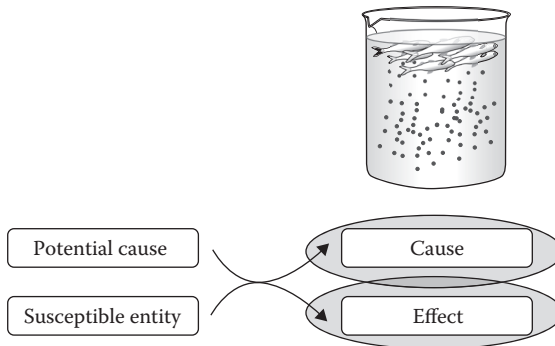 Potential cause
Cause
Susceptible entity
Effect